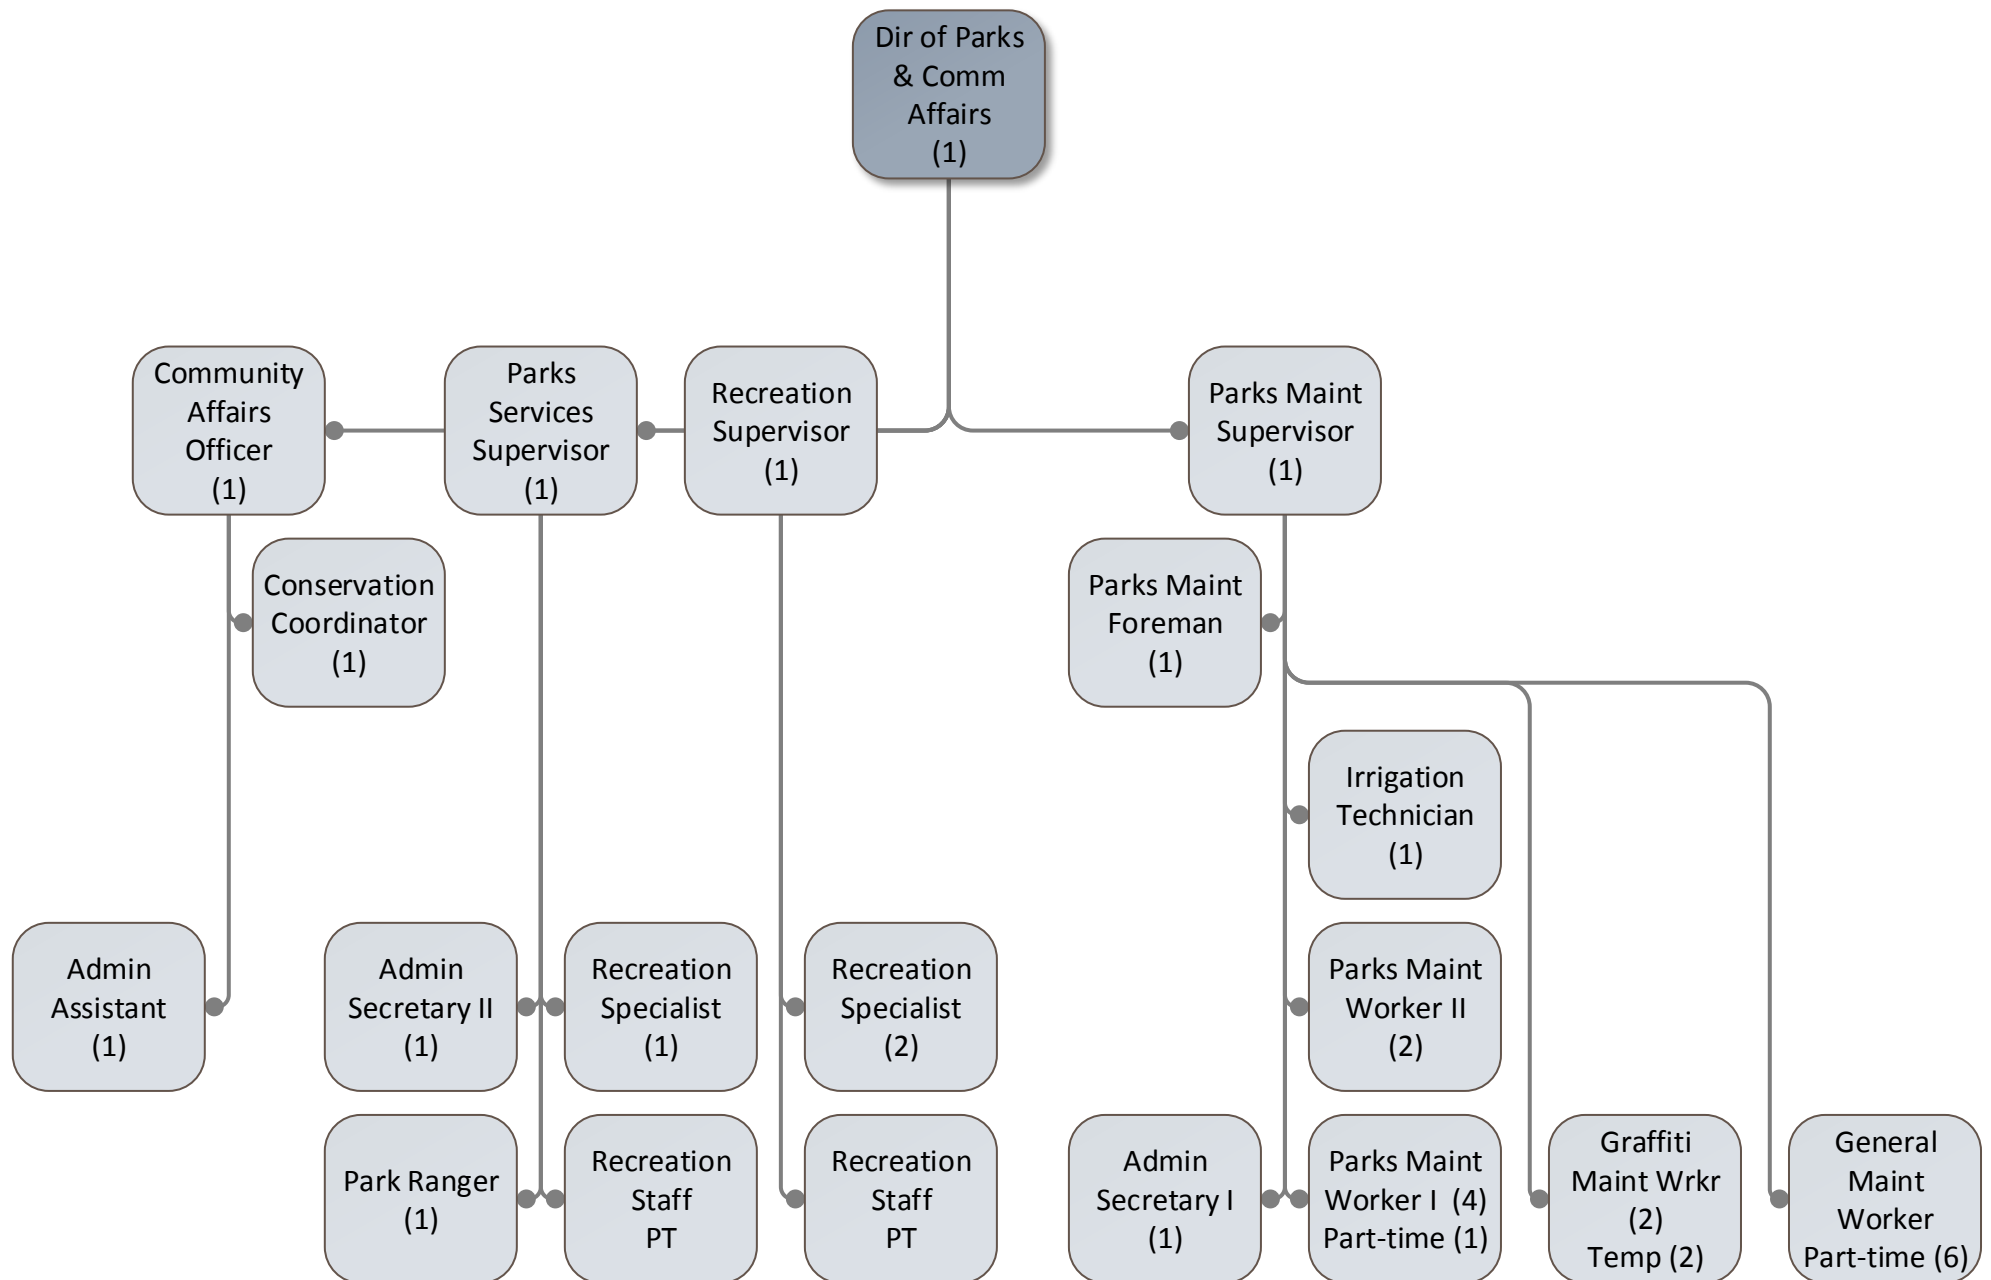 Dir of Parks
& Comm
Affairs
(1)
Community
Affairs
Officer
(1)
Parks
Services
Supervisor
(1)
Recreation
Supervisor
(1)
Parks Maint
Supervisor
(1)
Conservation
Coordinator
(1)
Parks Maint
Foreman
(1)
Irrigation
Technician
(1)
Admin
Assistant
(1)
Admin
Secretary II
(1)
Recreation
Specialist
(1)
Recreation
Specialist
(2)
Parks Maint
Worker II
(2)
Park Ranger
(1)
Recreation
Staff
PT
Recreation
Staff
PT
Admin
Secretary I
(1)
Parks Maint
Worker I (4)
Part-time (1)
Graffiti
Maint Wrkr
(2)
Temp (2)
General
Maint
Worker
Part-time (6)